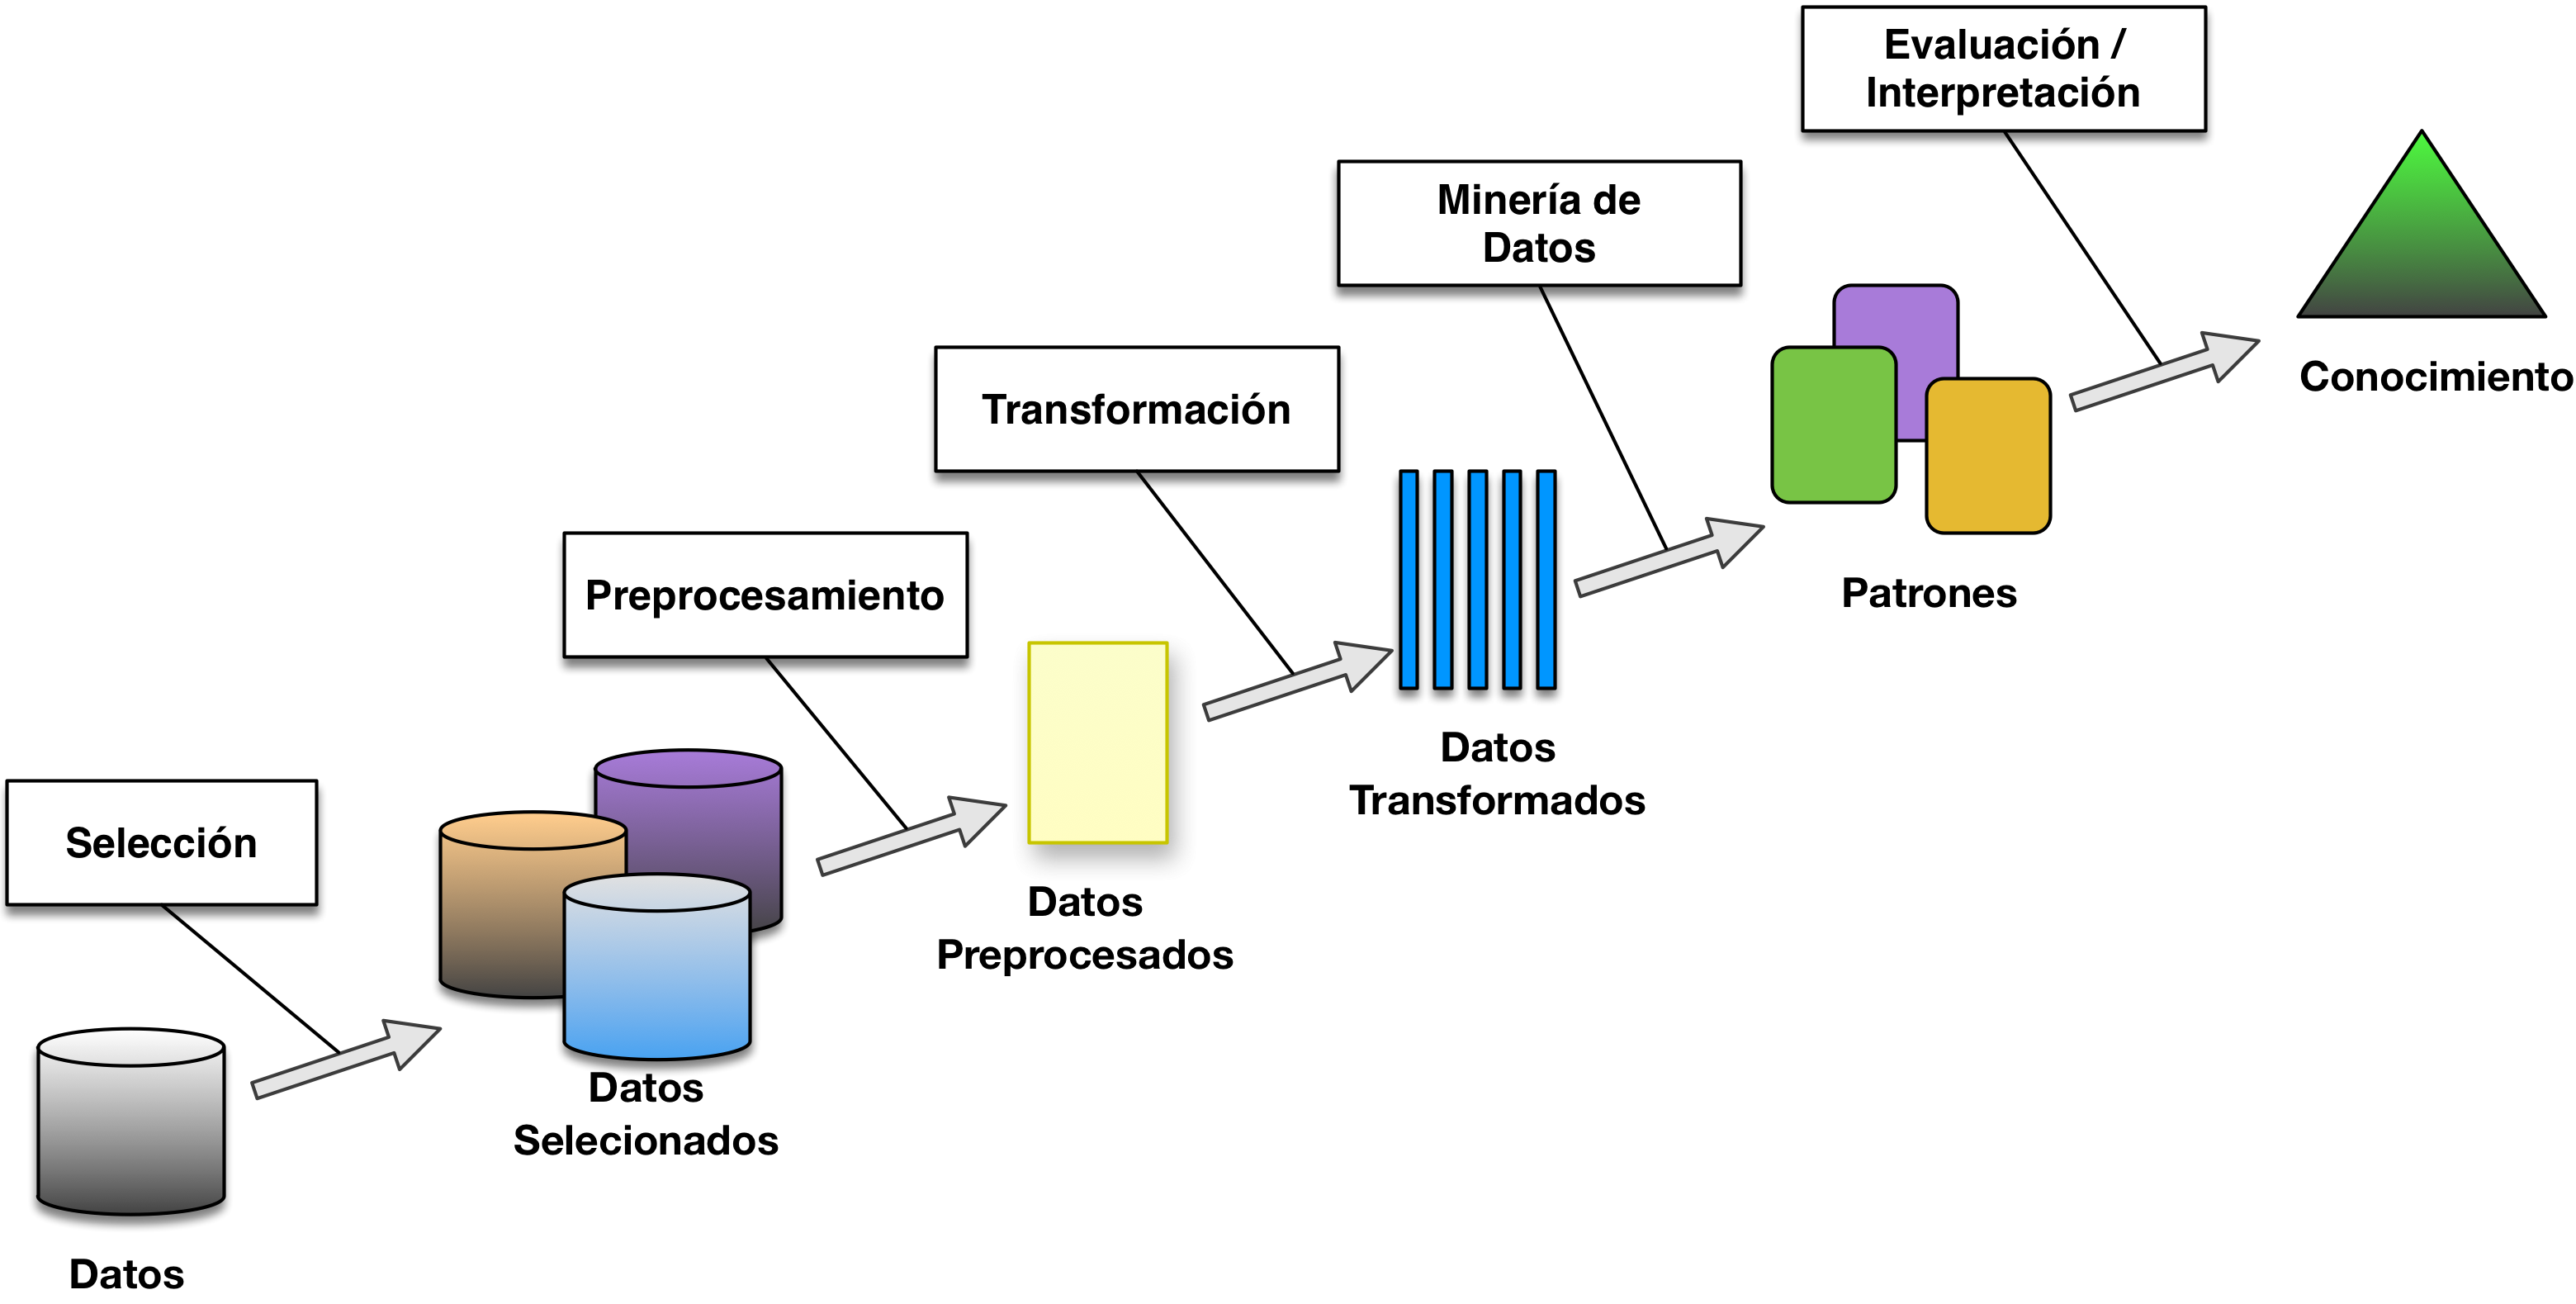 Evaluación /
Interpretación
Minería de
Datos
Conocimiento
Transformación
Patrones
Preprocesamiento
Datos
Transformados
Selección
Datos
Preprocesados
Datos
Selecionados
Datos